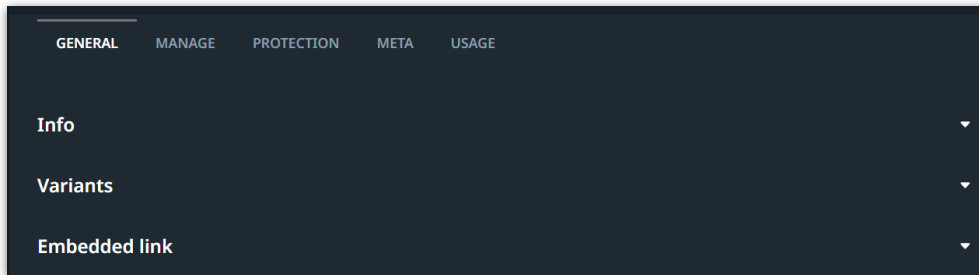 GENERAL MANAGE PROTECTION META USAGE
Info
Variants
Embedded link